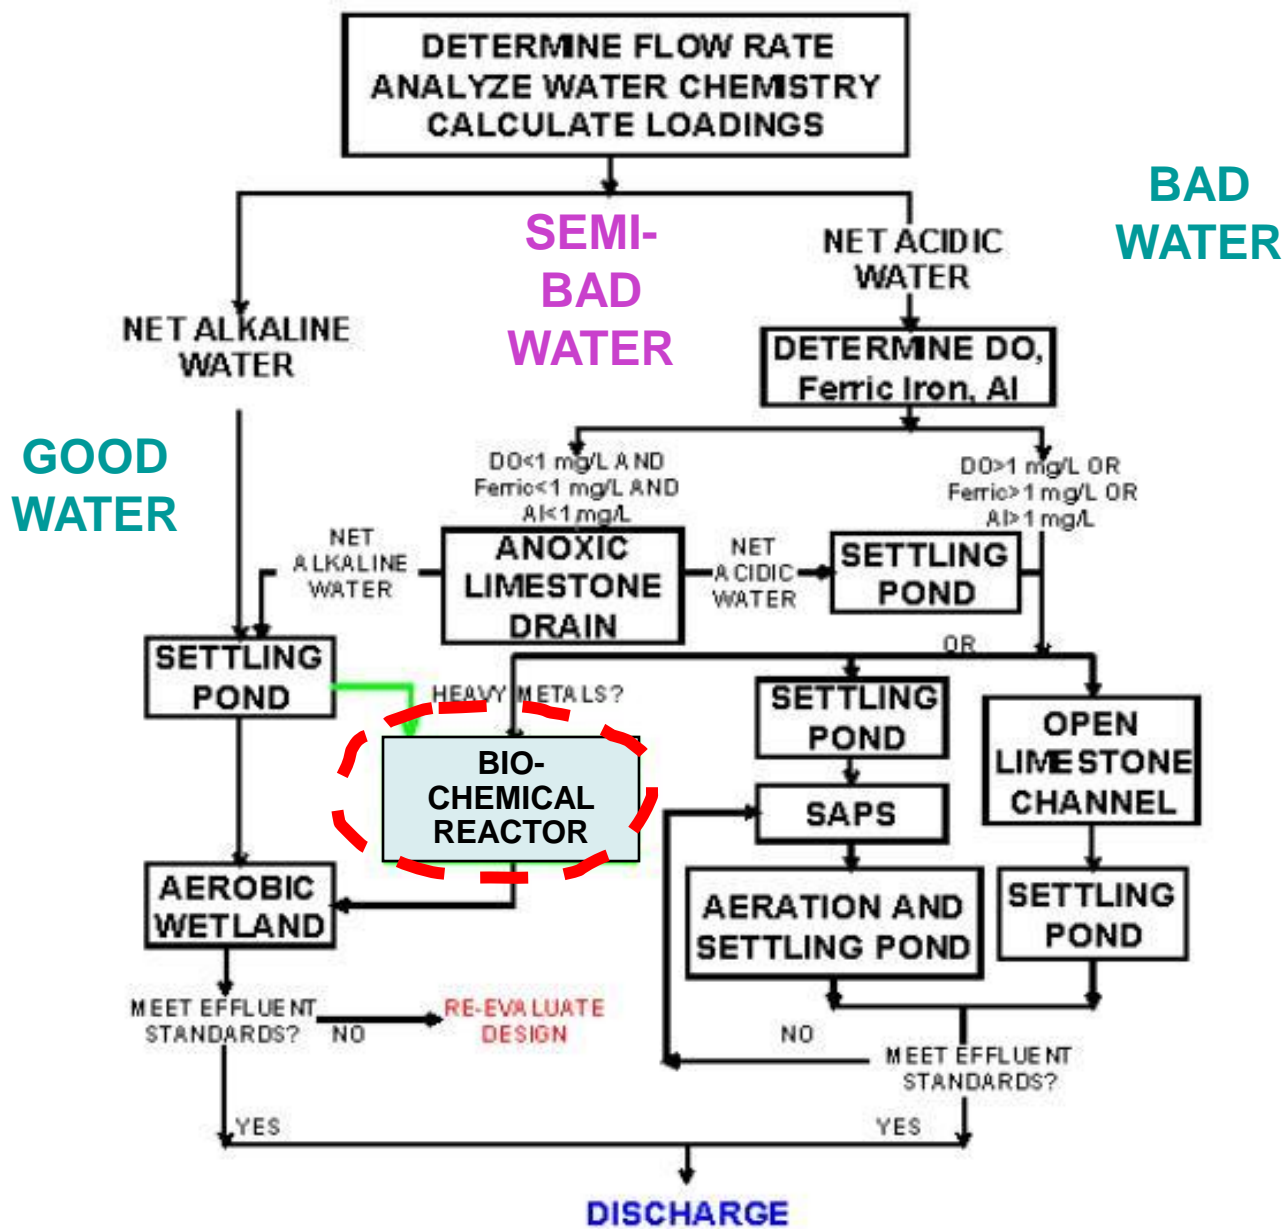 DETERMINE FLOW RATE
ANALYZE WATER CHEMISTRY
CALCULATE LOADINGS
BAD
WATER
SEMI-
BAD
WATER
NET ACIDIC
WATER
NET ALKALINE
WATER
DETERMINE DO,
Ferric Iron, Al
GOOD
WATER
DO<1 mg/L AND
Ferric<1 mg/L AND
Al<1 mg/L
DO>1 mg/L OR
Ferric>1 mg/L OR
Al>1 mg/L
NET
ALKALINE
WATER
ANOXIC
LIMESTONE
DRAIN
NET
ACIDIC
WATER
SETTLING
POND
OR
SETTLING
POND
HEAVY METALS?
SETTLING
POND
OPEN
LIMESTONE
CHANNEL
BIO-
CHEMICAL
REACTOR
SAPS
AEROBIC
WETLAND
AERATION AND
SETTLING POND
SETTLING
POND
MEET EFFLUENT
STANDARDS?
NO
RE-EVALUATE
DESIGN
NO
MEET EFFLUENT
STANDARDS?
YES
YES
DISCHARGE